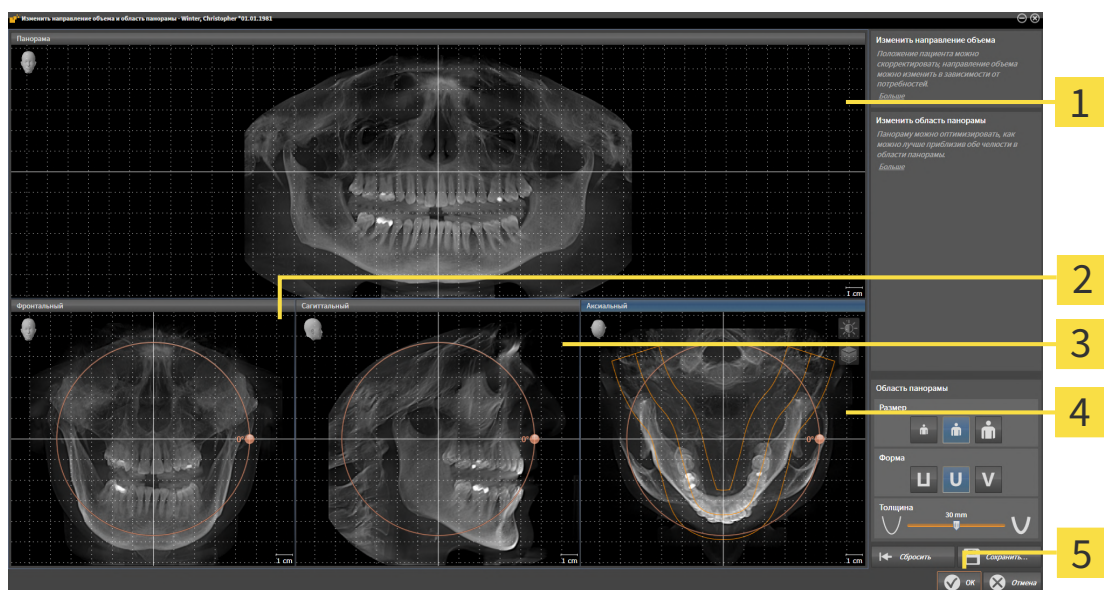 Изменить направление объема и область панорамы - Winter, Christopher *01.01.1981
Панорама
1 cm
Фронтальный
0°
1 cm
Сагиттальный
0°
1 cm
Аксиальный
0°
1 cm
Изменить направление объема
Положение пациента можно
скорректировать; направление объема
можно изменить в зависимости от
потребностей.
Больше
Изменить область панорамы
Панораму можно оптимизировать, как
можно лучше приблизив обе челюсти в
области панорамы.
Больше
Область панорамы
Размер
Форма
U V
Толщина
30 mm
Сбросить
Сохранить...
OK
Отмена
1
2
3
4
5